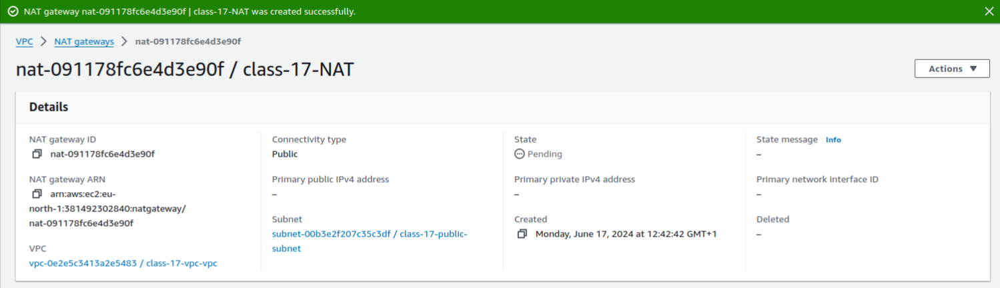 NAT gateway nat-091178fc6e4d3e90f | class-17-NAT was created successfully.
VPC > NAT gateways > nat-091178fc6e4d3e90f
nat-091178fc6e4d3e90f / class-17-NAT
Actions ▼
Details
NAT gateway ID
nat-091178fc6e4d3e90f
NAT gateway ARN
arn:aws:ec2:eu-
north-1:381492302840:natgateway/
nat-091178fc6e4d3e90f
VPC
vpc-0e2e5c3413a2e5483 / class-17-vpc-vpc
Connectivity type
Public
Primary public IPv4 address
–
Subnet
subnet-00b3e2f207c35c3df / class-17-public-
subnet
State
Pending
Primary private IPv4 address
–
Created
Monday, June 17, 2024 at 12:42:42 GMT+1
State message Info
–
Primary network interface ID
–
Deleted
–